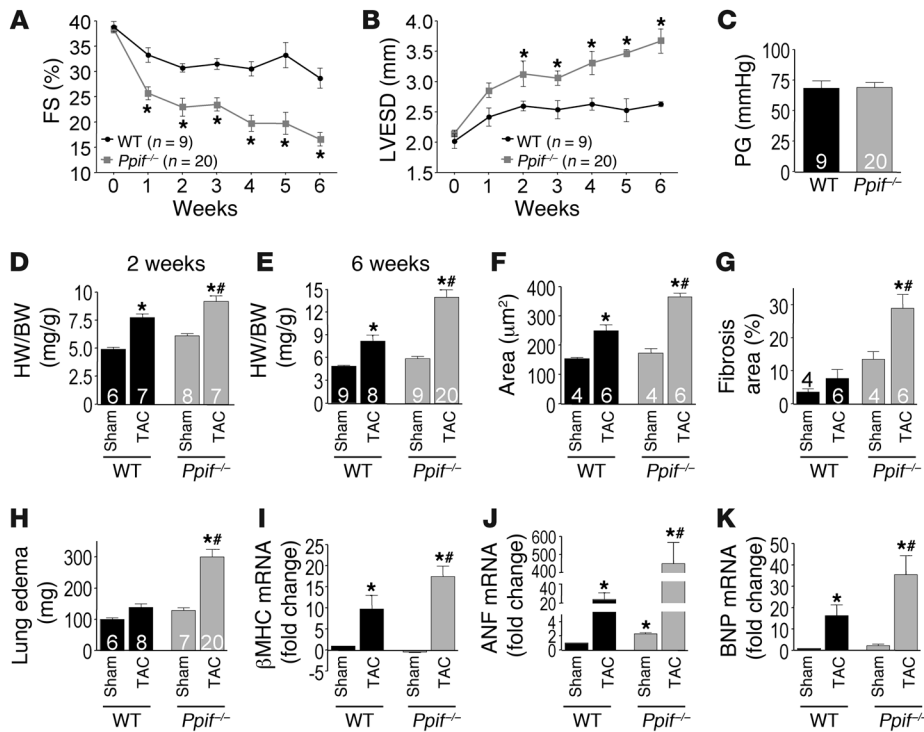 A
FS (%)
40
35
30
25
20
15
10
* * * * * *
WT (n = 9)
Ppif–/– (n = 20)
0 1 2 3 4 5 6
Weeks
B
LVESD (mm)
4.0
3.5
3.0
2.5
2.0
1.0
* * * * *
WT (n = 9)
Ppif–/– (n = 20)
0 1 2 3 4 5 6
Weeks
C
PG (mmHg)
100
75
50
25
0
9 20
WT Ppif–/–
D
2 weeks
HW/BW
(mg/g)
10.0
7.5
5.0
2.5
0
* *#
6 7 8 7
Sham TAC Sham TAC
WT Ppif–/–
E
6 weeks
HW/BW
(mg/g)
15
12
9
6
3
0
* *#
9 8 9 20
Sham TAC Sham TAC
WT Ppif–/–
F
Area (μm2)
400
300
200
100
0
* *#
4 6 4 6
Sham TAC Sham TAC
WT Ppif–/–
G
Fibrosis
area (%)
30
20
10
0
*#
4 6 4 6
Sham TAC Sham TAC
WT Ppif–/–
H
Lung edema
(mg)
300
200
100
0
*#
6 8 7 20
Sham TAC Sham TAC
WT Ppif–/–
I
βMHC mRNA
(fold change)
25
20
15
10
5
0
-5
* *#
Sham TAC Sham TAC
WT Ppif–/–
J
ANF mRNA
(fold change)
600
500
400
300
40
20
4
2
0
* * *#
Sham TAC Sham TAC
WT Ppif–/–
K
BNP mRNA
(fold change)
50
40
30
20
10
0
* *#
Sham TAC Sham TAC
WT Ppif–/–